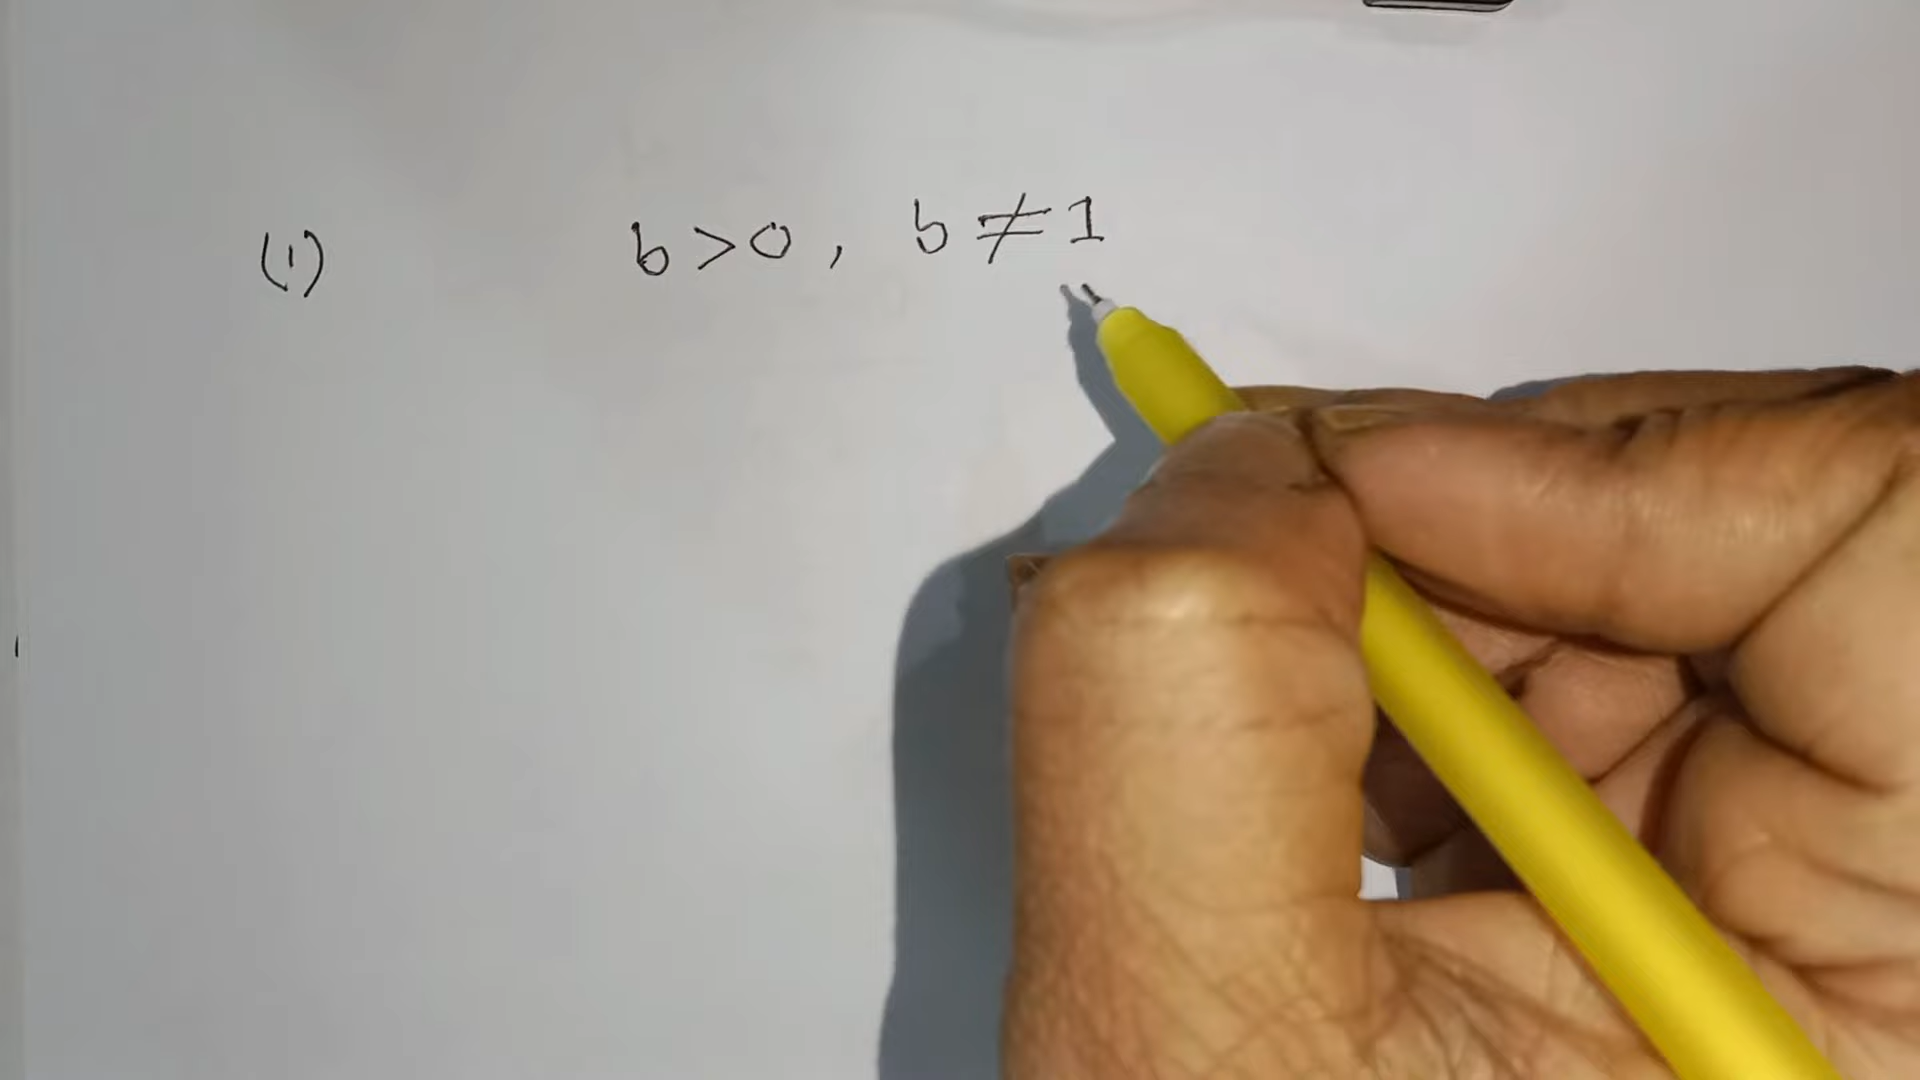 (1) b > 0 , b ≠ 1